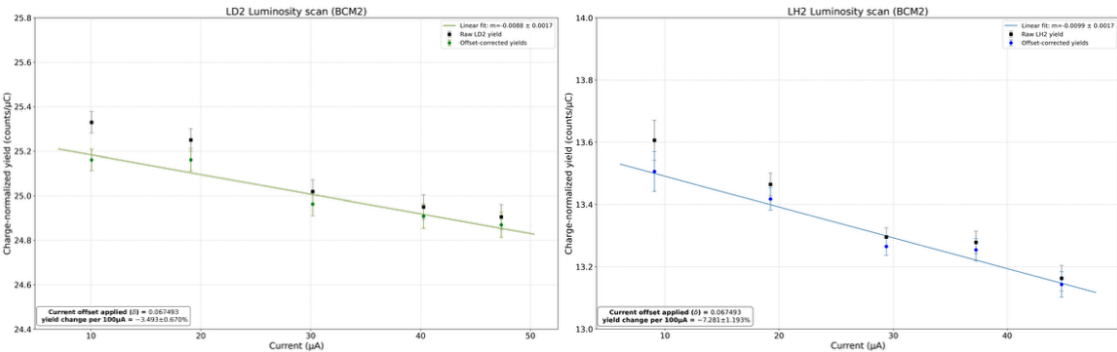 LD2 Luminosity scan (BCM2)
Linear fit: m=-0.0088 ± 0.0017
Raw LD2 yield
Offset-corrected yields
Charge-normalized yield (counts/μC)
25.8
25.6
25.4
25.2
25.0
24.8
24.6
24.4
Current offset applied (δ) = 0.067493
yield change per 100μA = −3.493±0.670%
10
20
30
40
50
Current (μA)
LH2 Luminosity scan (BCM2)
Linear fit: m=-0.0099 ± 0.0017
Raw LH2 yield
Offset-corrected yields
Charge-normalized yield (counts/μC)
14.0
13.8
13.6
13.4
13.2
13.0
Current offset applied (δ) = 0.067493
yield change per 100μA = −7.281±1.193%
10
20
30
40
Current (μA)